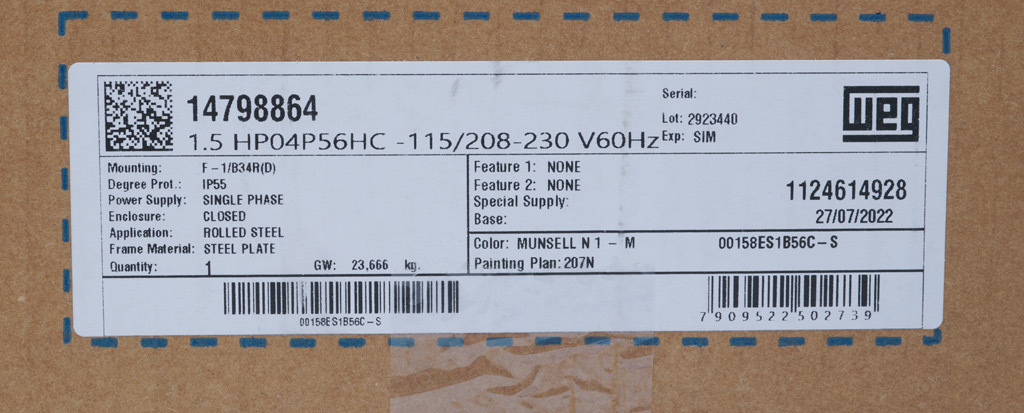 14798864
1.5 HP04P56HC -115/208-230 V60Hz
Serial:
Lot: 2923440
Exp: SIM
WEG
Mounting: F-1/B34R(D)
Degree Prot.: IP55
Power Supply: SINGLE PHASE
Enclosure: CLOSED
Application: ROLLED STEEL
Frame Material: STEEL PLATE
Quantity: 1 GW: 23,666 kg.
Feature 1: NONE
Feature 2: NONE
Special Supply:
Base:
1124614928
27/07/2022
Color: MUNSELL N 1 - M 00158ES1B56C-S
Painting Plan: 207N
00158ES1B56C-S
7909522502739